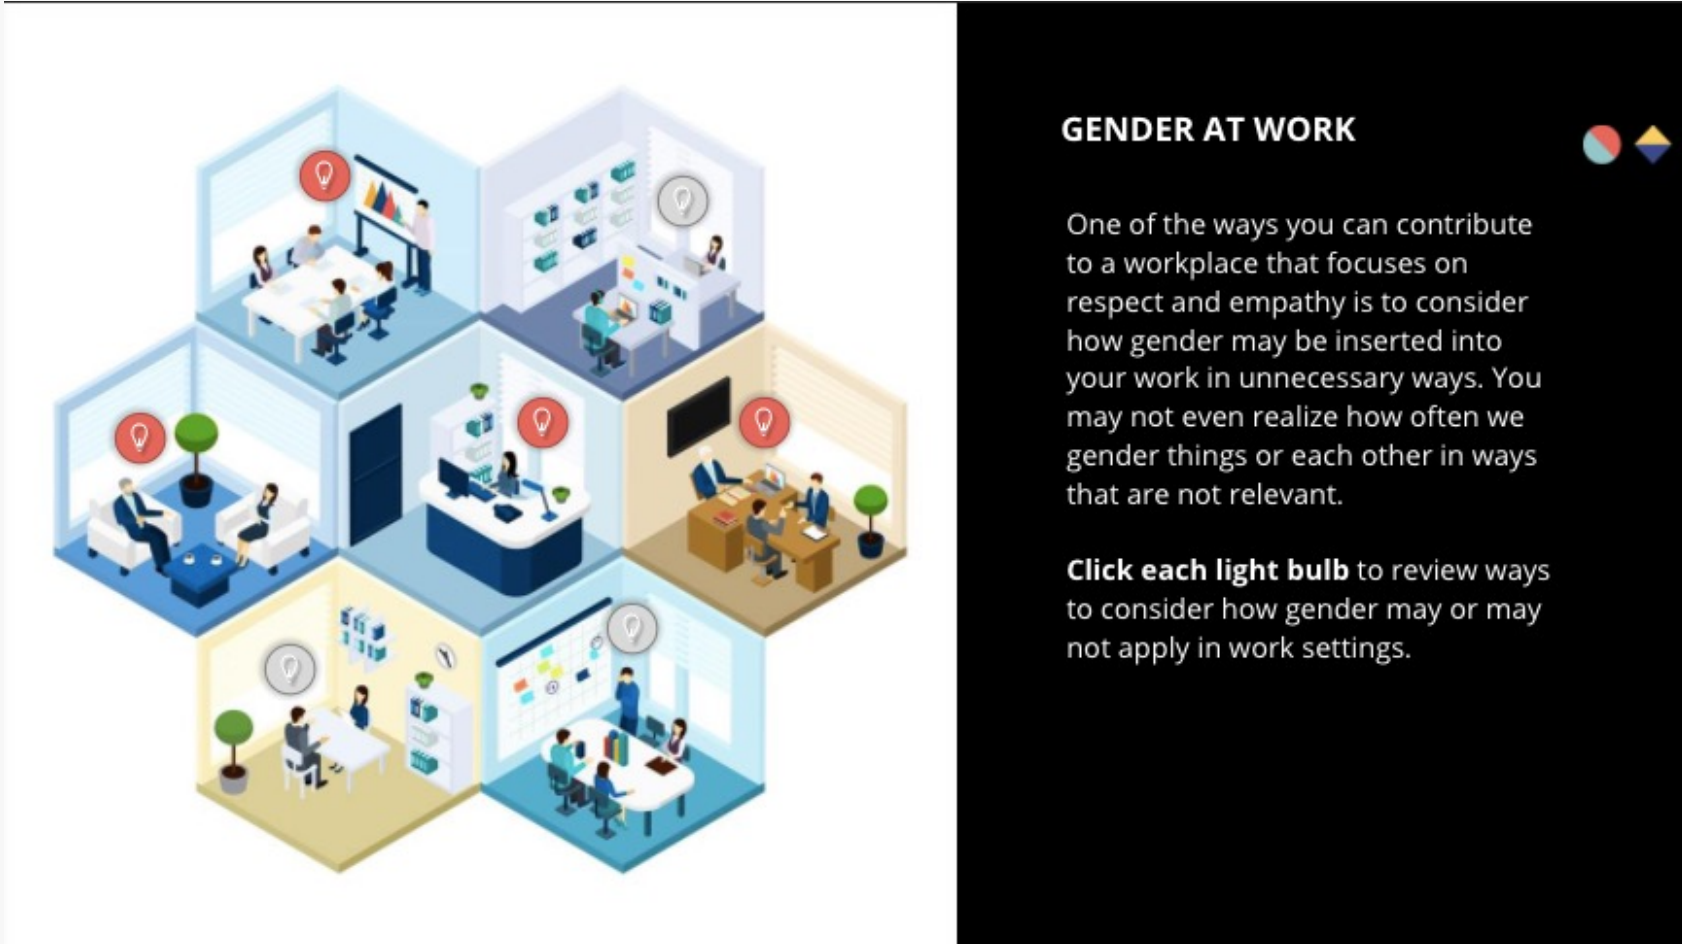 GENDER AT WORK
One of the ways you can contribute
to a workplace that focuses on
respect and empathy is to consider
how gender may be inserted into
your work in unnecessary ways. You
may not even realize how often we
gender things or each other in ways
that are not relevant.
Click each light bulb to review ways
to consider how gender may or may
not apply in work settings.